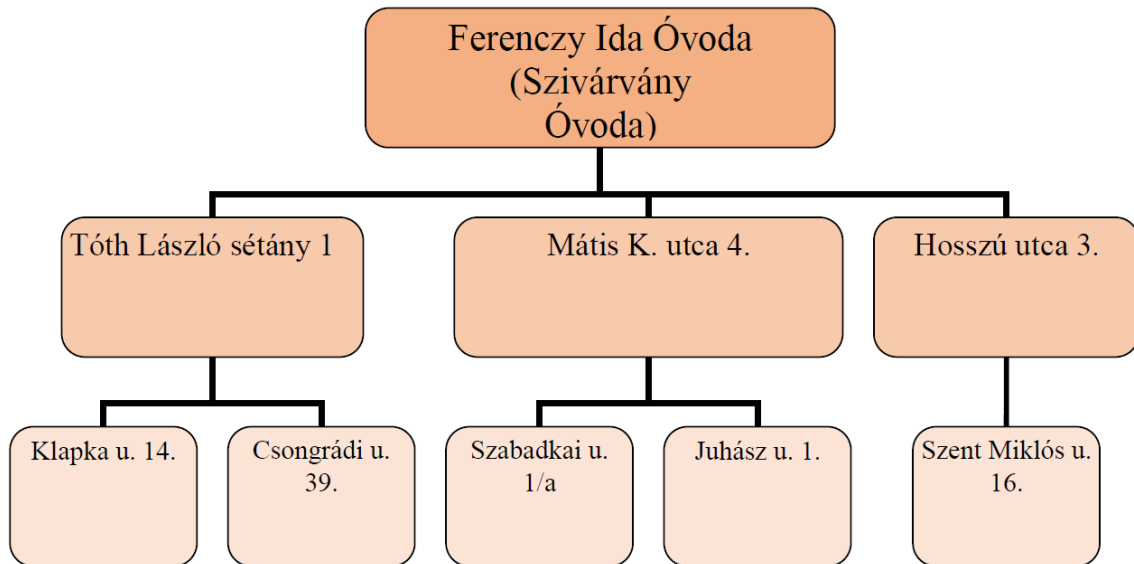 Ferenczy Ida Óvoda
(Szivárvány
Óvoda)
Tóth László sétány 1
Mátis K. utca 4.
Hosszú utca 3.
Klapka u. 14.
Csongrádi u.
39.
Szabadkai u.
1/a
Juhász u. 1.
Szent Miklós u.
16.